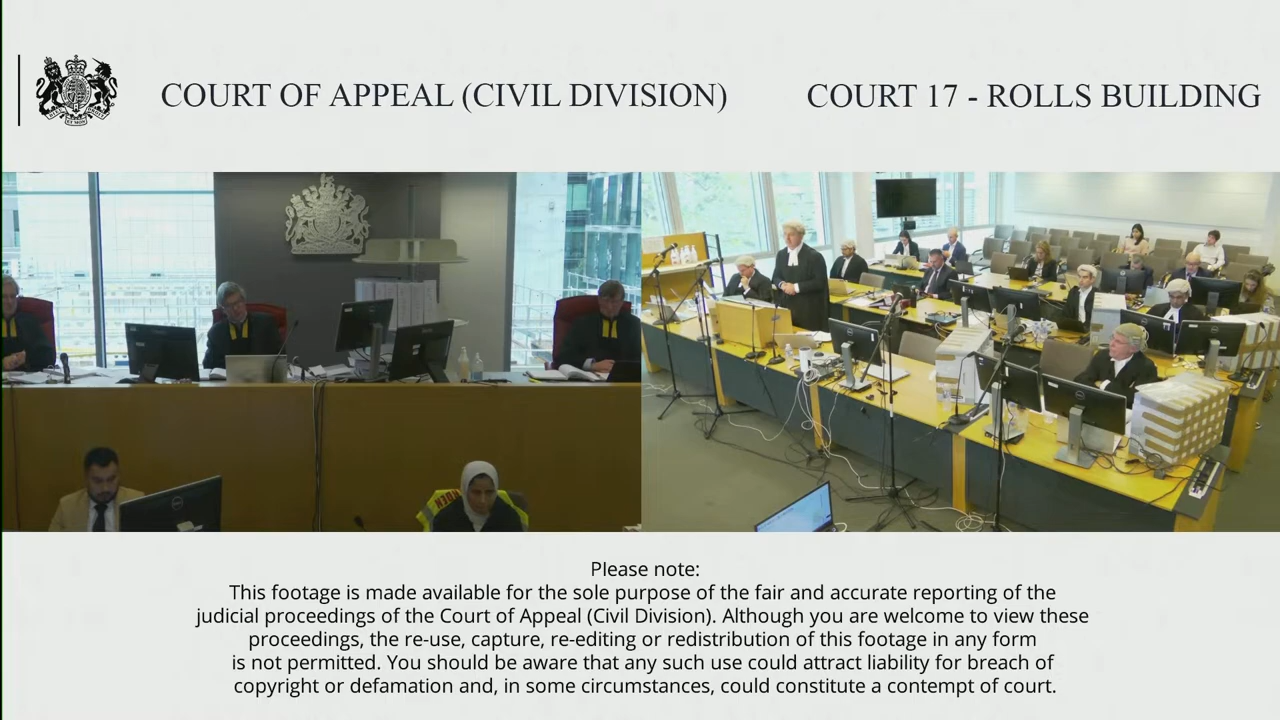 COURT OF APPEAL (CIVIL DIVISION)
COURT 17 - ROLLS BUILDING
Please note:
This footage is made available for the sole purpose of the fair and accurate reporting of the
judicial proceedings of the Court of Appeal (Civil Division). Although you are welcome to view these
proceedings, the re-use, capture, re-editing or redistribution of this footage in any form
is not permitted. You should be aware that any such use could attract liability for breach of
copyright or defamation and, in some circumstances, could constitute a contempt of court.